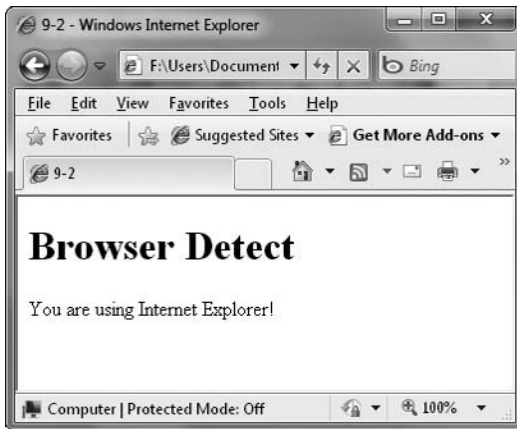 9-2 - Windows Internet Explorer
X
F:\Users\Document
Bing
File Edit View Favorites Tools Help
Favorites Suggested Sites Get More Add-ons
9-2
»
Browser Detect
You are using Internet Explorer!
Computer | Protected Mode: Off 100%